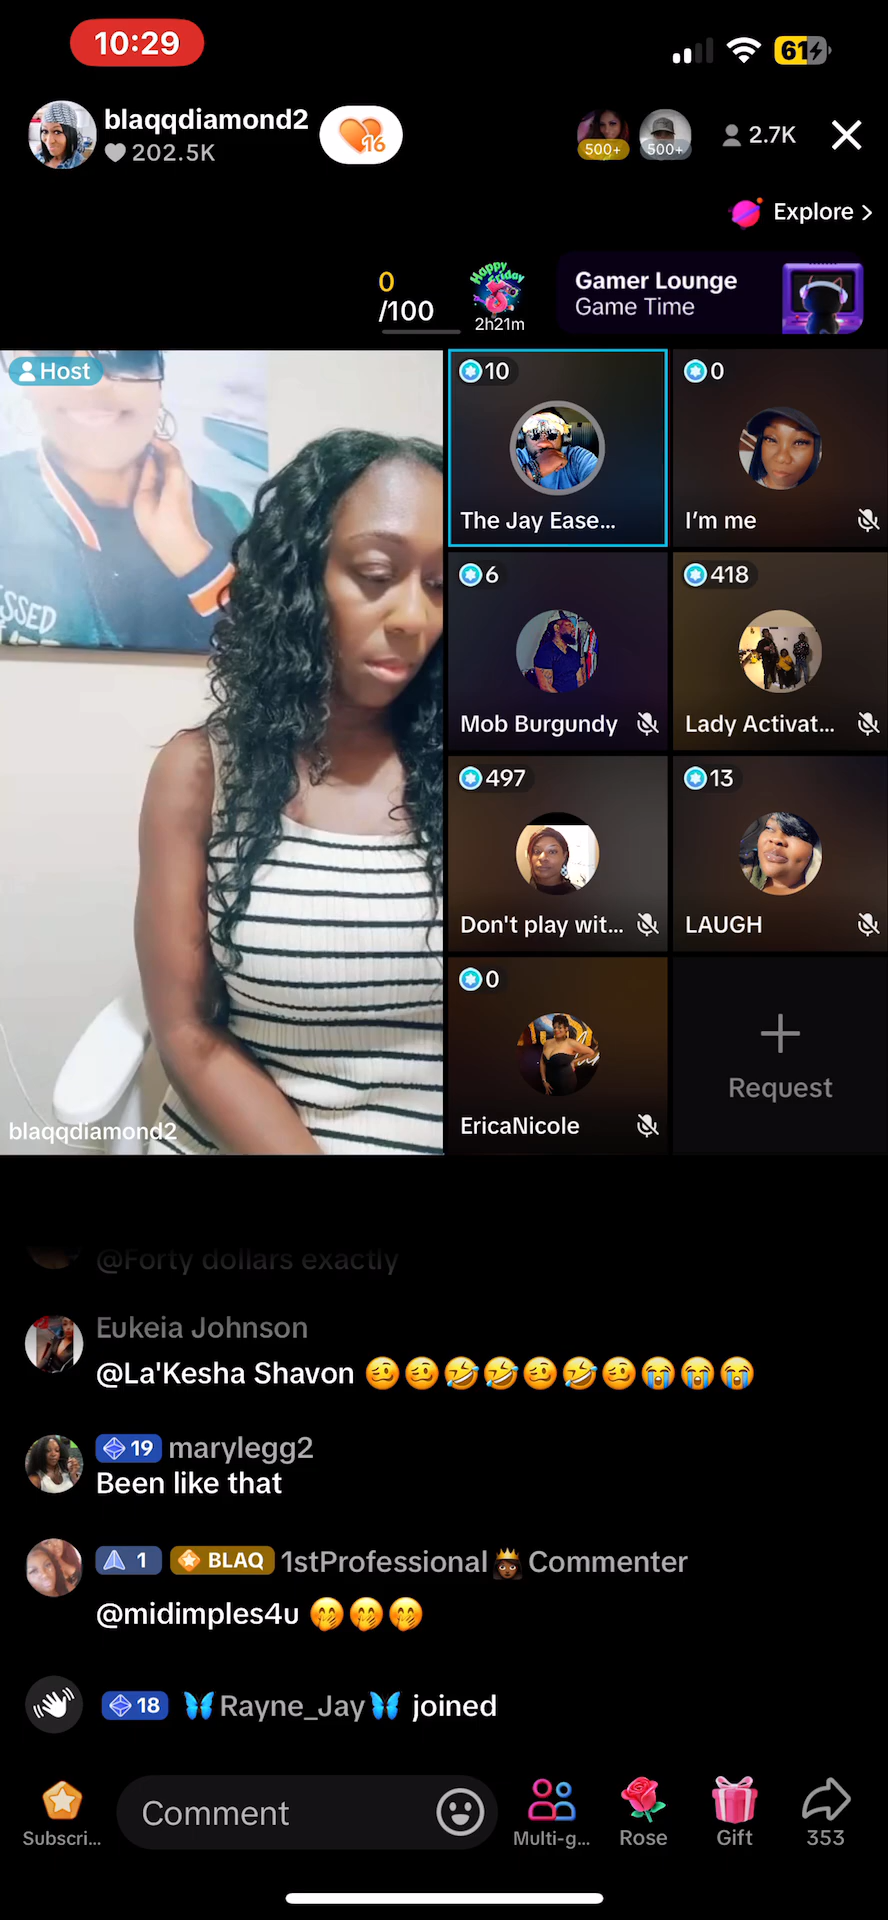 10:29
61
blaqqdiamond2
202.5K
16
500+
500+
2.7K
Explore >
0
/100
Happy Friday
2h21m
Gamer Lounge
Game Time
Host
SSED
blaqqdiamond2
10
The Jay Ease...
0
I'm me
6
Mob Burgundy
418
Lady Activat...
497
Don't play wit...
13
LAUGH
0
EricaNicole
Request
@Forty dollars exactly
Eukeia Johnson
@La'Kesha Shavon 🥴🥴🤣🤣🥴🤣🥴😭😭😭
19 marylegg2
Been like that
1 BLAQ 1stProfessional👸🏿Commenter
@midimples4u 🤭🤭🤭
18 🦋Rayne_Jay🦋 joined
Subscri...
Comment
Multi-g...
Rose
Gift
353